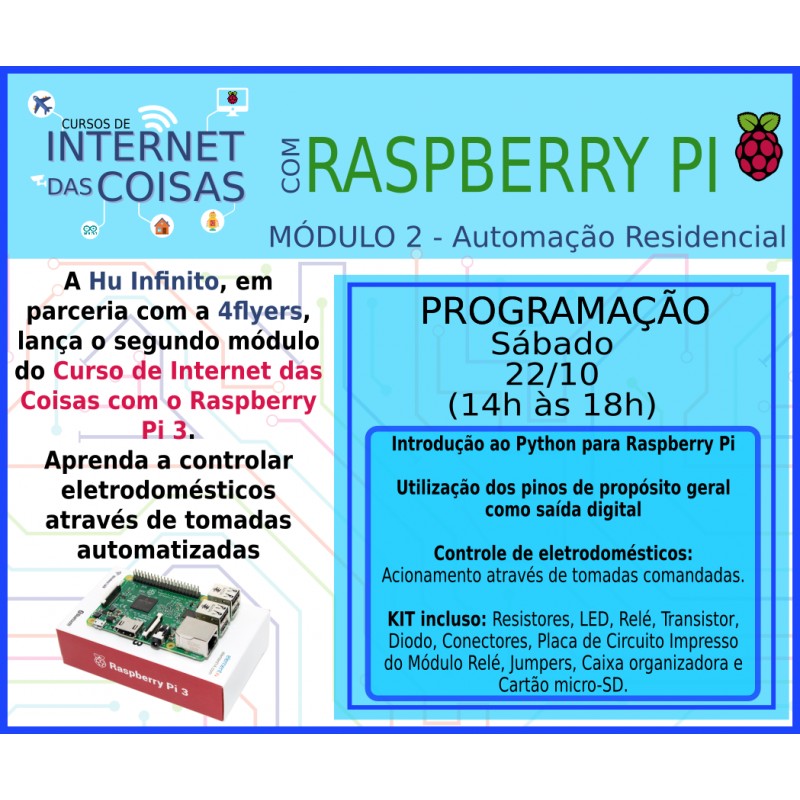 CURSOS DE
INTERNET
DAS COISAS
COM
RASPBERRY PI
MÓDULO 2 - Automação Residencial
A Hu Infinito, em
parceria com a 4flyers,
lança o segundo módulo
do Curso de Internet das
Coisas com o Raspberry
Pi 3.
Aprenda a controlar
eletrodomésticos
através de tomadas
automatizadas
Raspberry Pi 3
PROGRAMAÇÃO
Sábado
22/10
(14h às 18h)
Introdução ao Python para Raspberry Pi
Utilização dos pinos de propósito geral
como saída digital
Controle de eletrodomésticos:
Acionamento através de tomadas comandadas.
KIT incluso: Resistores, LED, Relé, Transistor,
Diodo, Conectores, Placa de Circuito Impresso
do Módulo Relé, Jumpers, Caixa organizadora e
Cartão micro-SD.